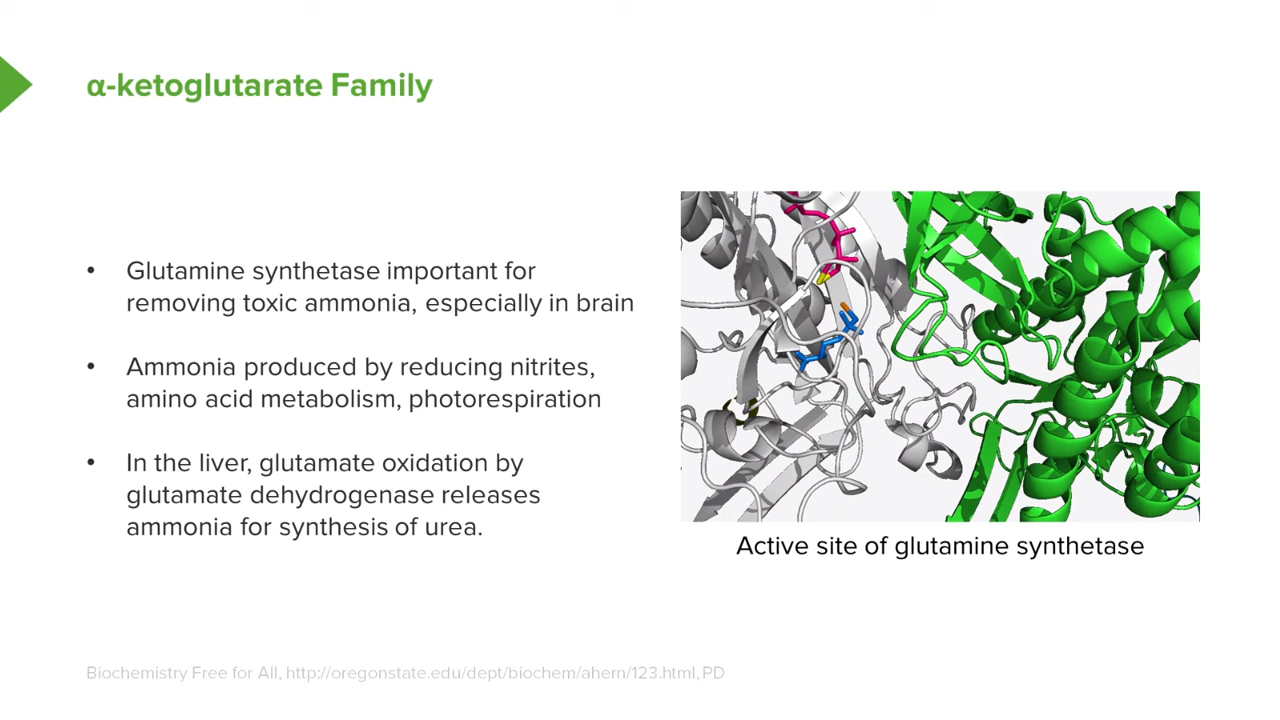 α-ketoglutarate Family
• Glutamine synthetase important for
removing toxic ammonia, especially in brain
• Ammonia produced by reducing nitrites,
amino acid metabolism, photorespiration
• In the liver, glutamate oxidation by
glutamate dehydrogenase releases
ammonia for synthesis of urea.
Active site of glutamine synthetase
Biochemistry Free for All, http://oregonstate.edu/dept/biochem/ahern/123.html, PD